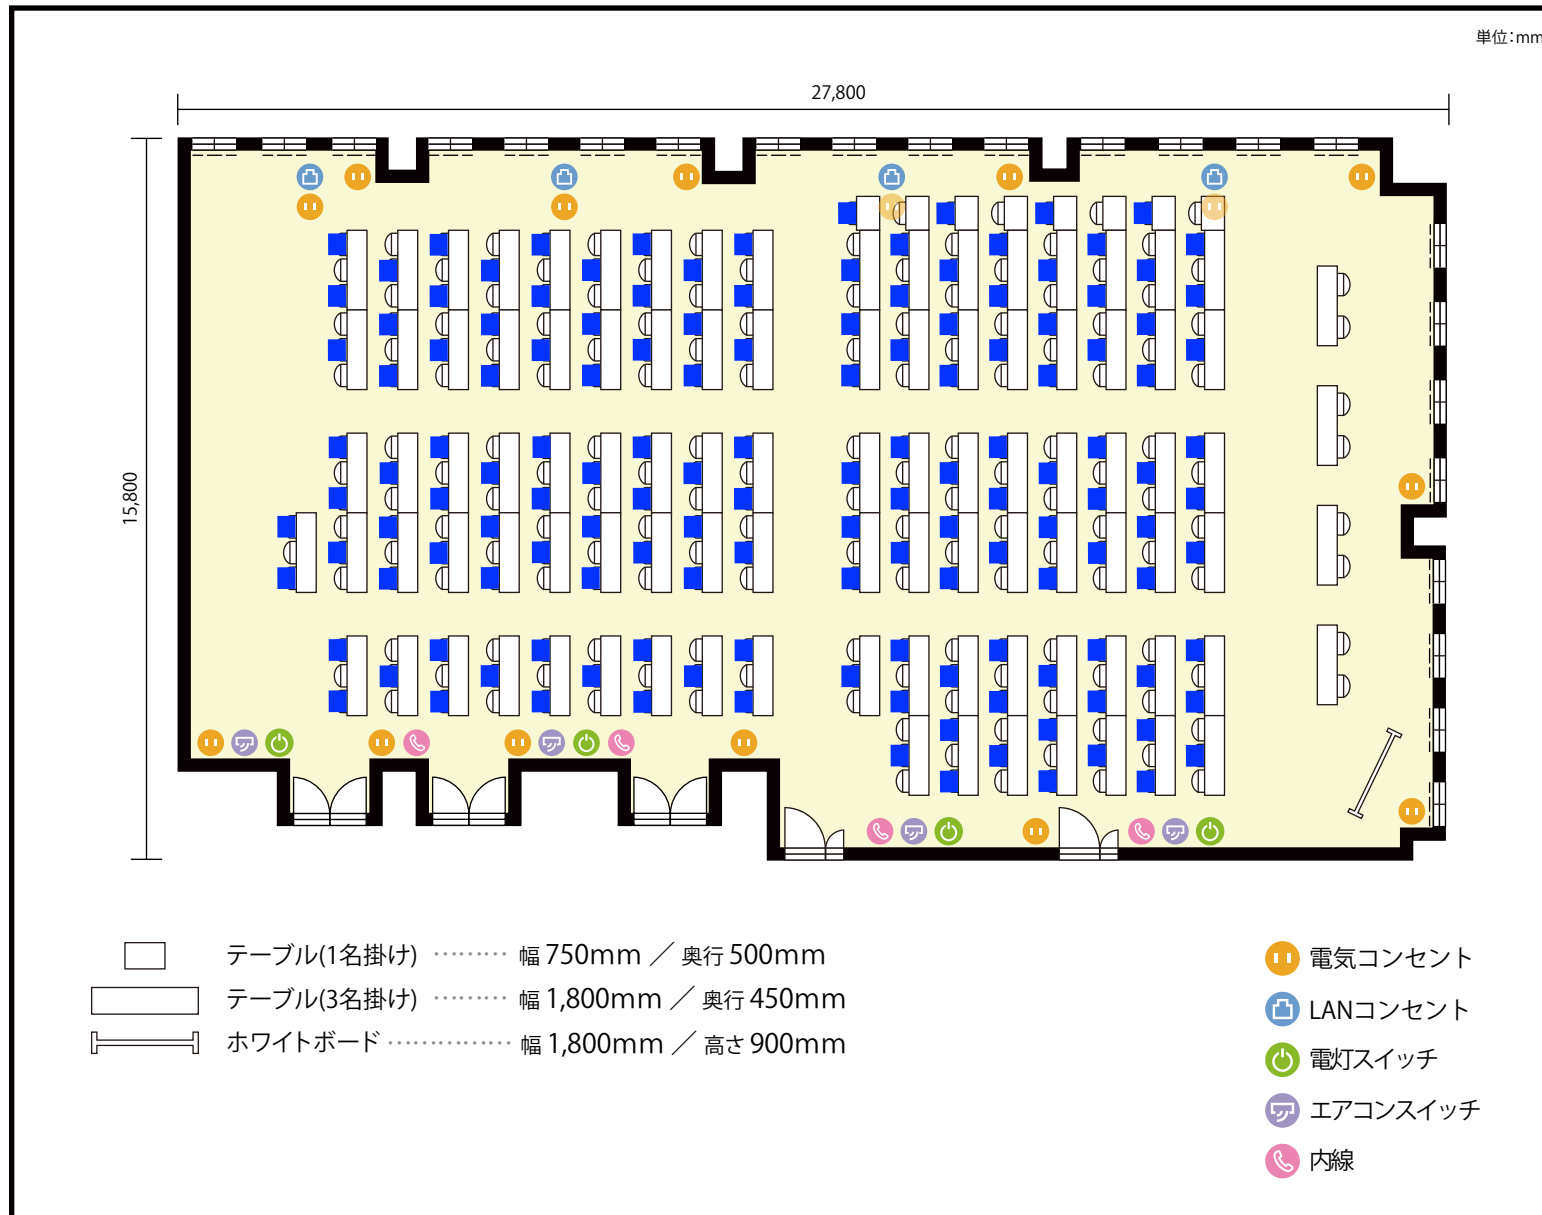 単位：mm
27,800
15,800
テーブル(1名掛け) ········· 幅 750mm ／ 奥行 500mm
テーブル(3名掛け) ········· 幅 1,800mm ／ 奥行 450mm
ホワイトボード ··············· 幅 1,800mm ／ 高さ 900mm
電気コンセント
LANコンセント
電灯スイッチ
エアコンスイッチ
内線